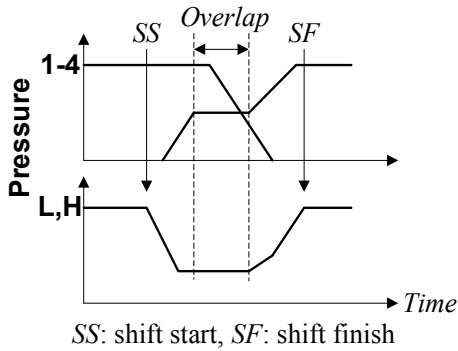 Overlap
SS
SF
1-4
Pressure
L,H
Time
SS: shift start, SF: shift finish